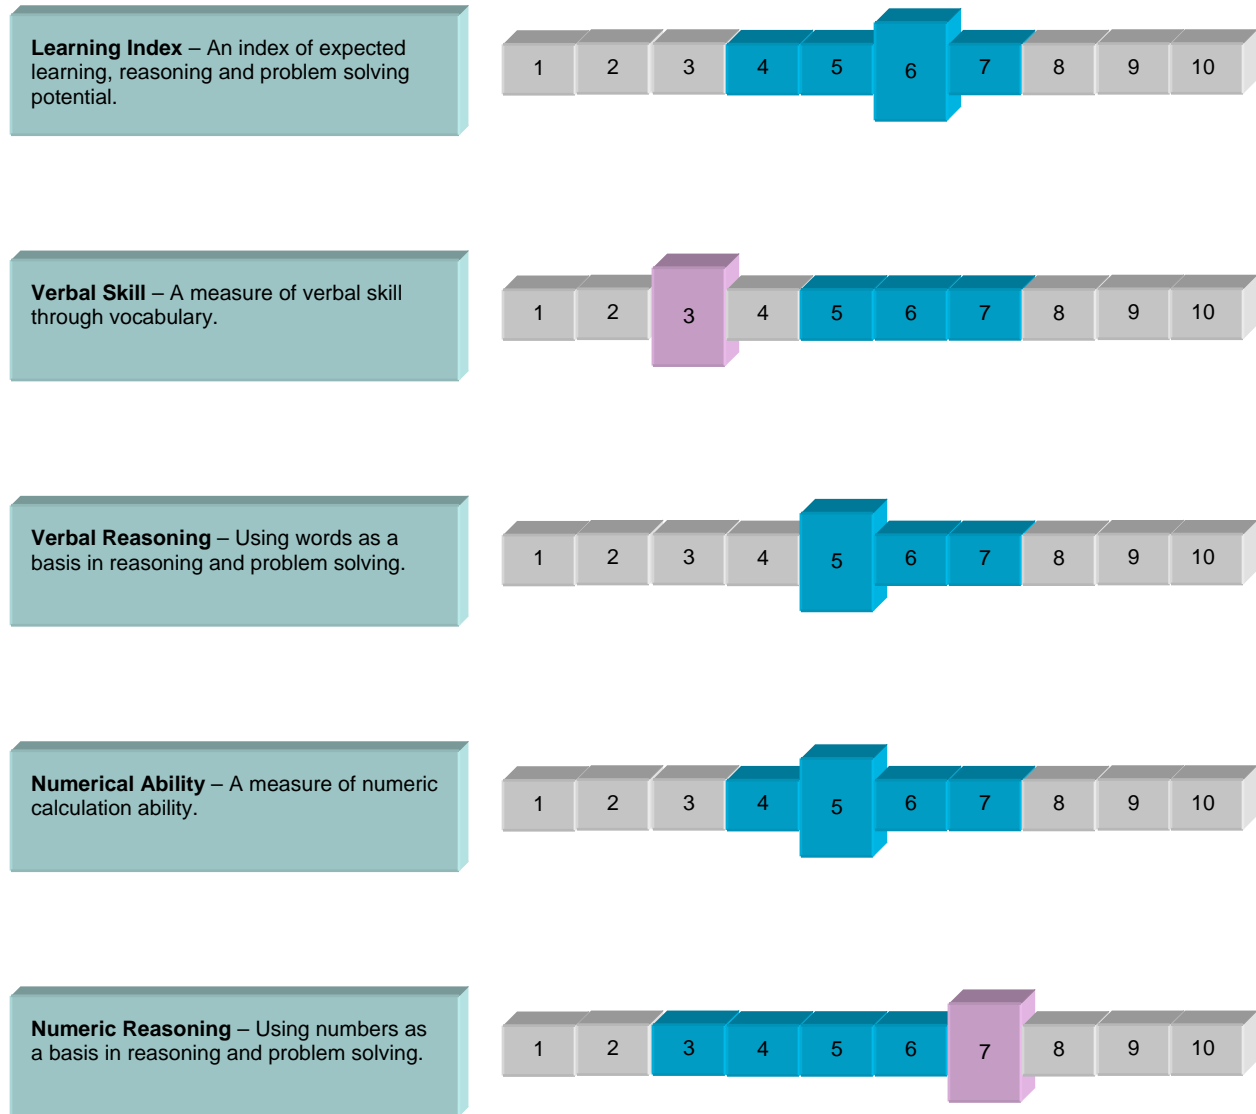 Learning Index – An index of expected
learning, reasoning and problem solving
potential.
1 2 3 4 5 6 7 8 9 10
Verbal Skill – A measure of verbal skill
through vocabulary.
1 2 3 4 5 6 7 8 9 10
Verbal Reasoning – Using words as a
basis in reasoning and problem solving.
1 2 3 4 5 6 7 8 9 10
Numerical Ability – A measure of numeric
calculation ability.
1 2 3 4 5 6 7 8 9 10
Numeric Reasoning – Using numbers as
a basis in reasoning and problem solving.
1 2 3 4 5 6 7 8 9 10